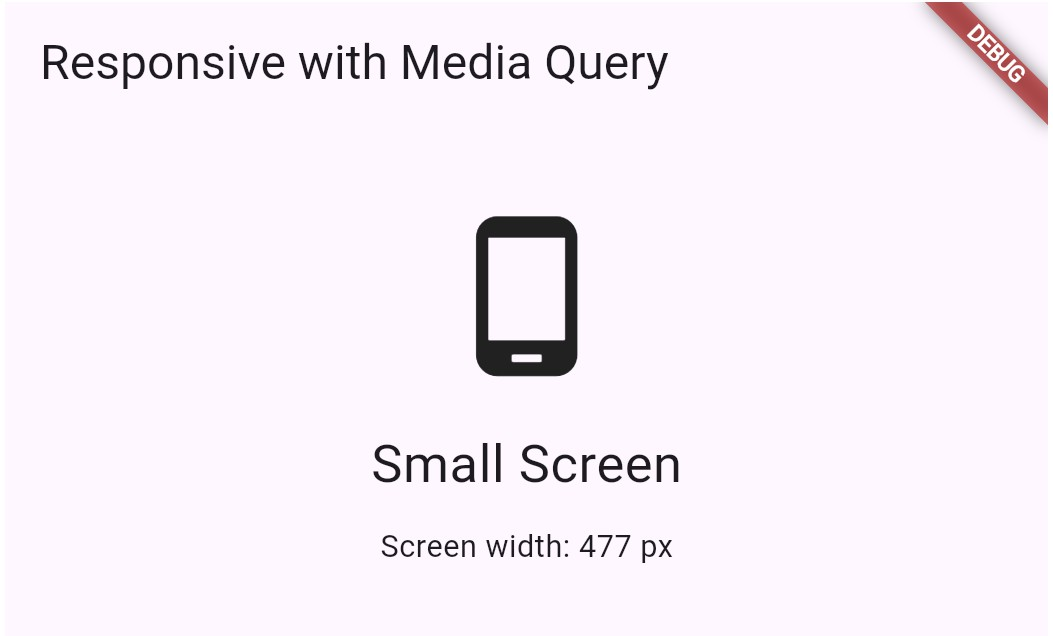 Responsive with Media Query
DEBUG
Small Screen
Screen width: 477 px